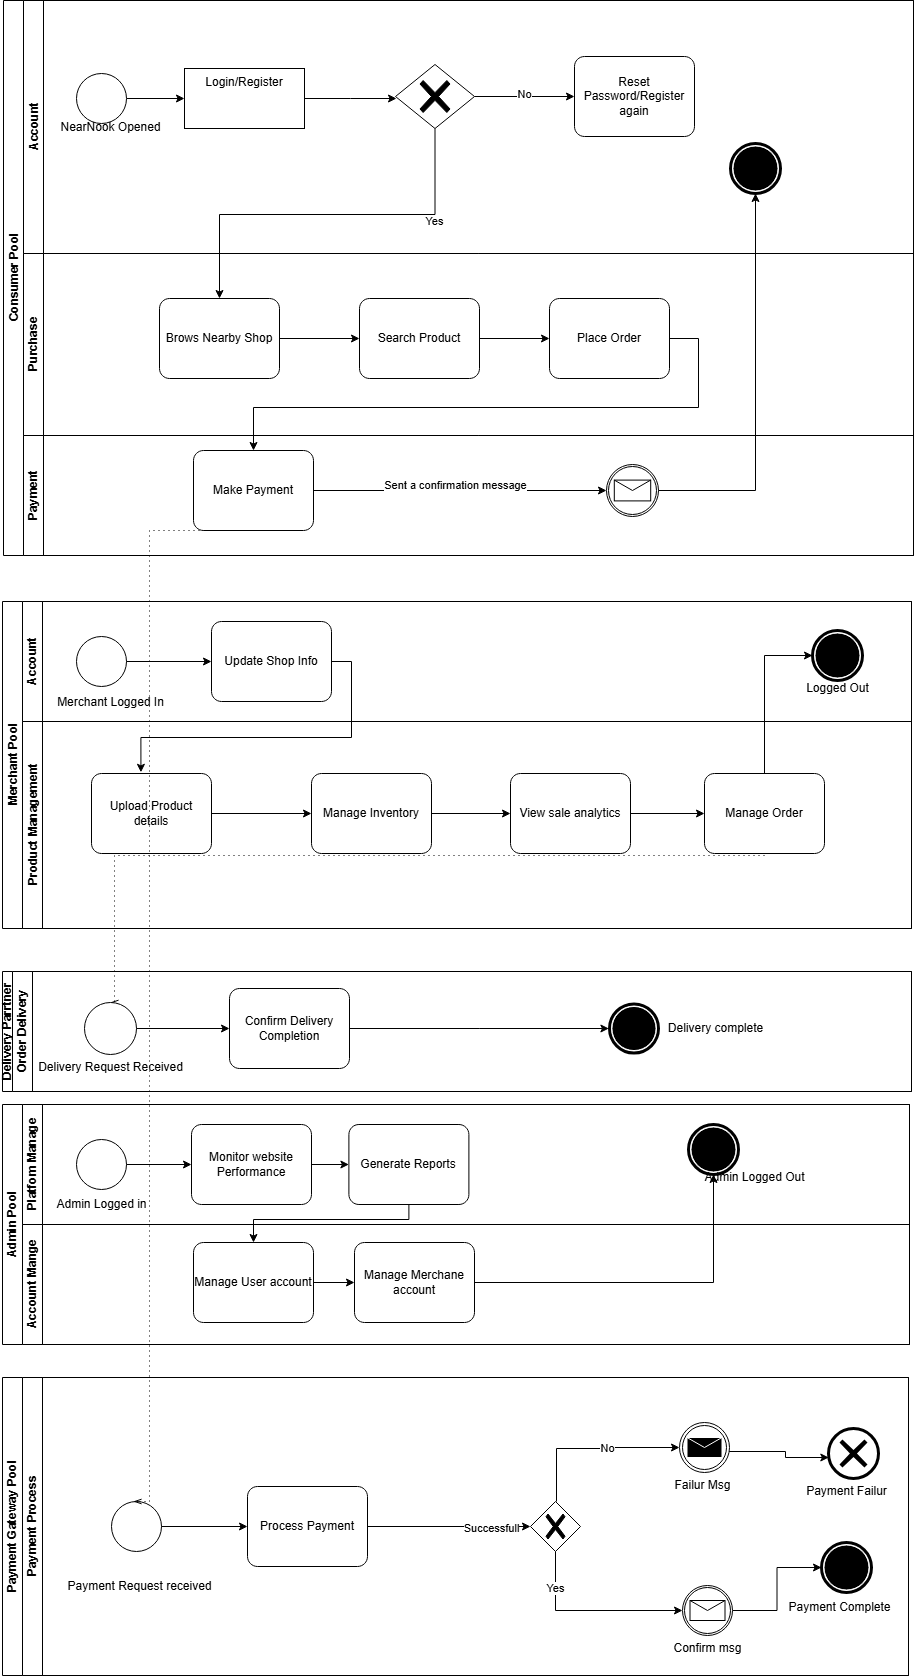 Consumer Pool
Account
NearNook Opened
Login/Register
No
Reset
Password/Register
again
Yes
Purchase
Brows Nearby Shop
Search Product
Place Order
Payment
Make Payment
Sent a confirmation message
Merchant Pool
Account
Merchant Logged In
Update Shop Info
Logged Out
Product Management
Upload Product
details
Manage Inventory
View sale analytics
Manage Order
Delivery Parrtner
Order Delivery
Delivery Request Received
Confirm Delivery
Completion
Delivery complete
Admin Pool
Platfom Manage
Admin Logged in
Monitor website
Performance
Generate Reports
Admin Logged Out
Account Mange
Manage User account
Manage Merchane
account
Payment Gateway Pool
Payment Process
Payment Request received
Process Payment
Successfull
No
Failur Msg
Payment Failur
Yes
Confirm msg
Payment Complete